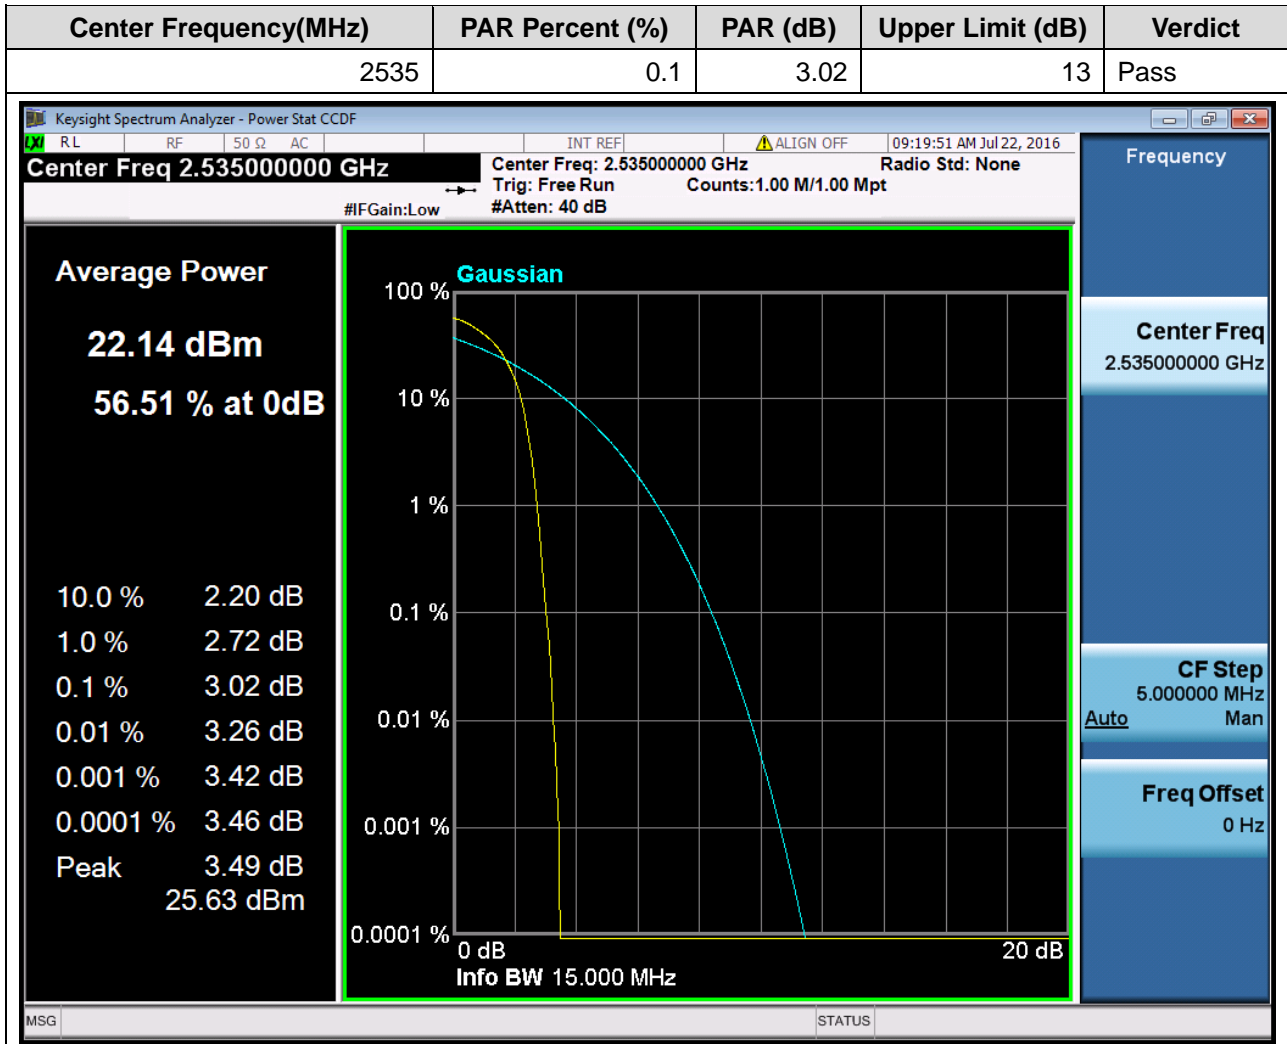 Center Frequency(MHz) PAR Percent (%) PAR (dB) Upper Limit (dB) Verdict
2535 0.1 3.02 13 Pass
Keysight Spectrum Analyzer - Power Stat CCDF
LXI RL RF 50 Ω AC INT REF ALIGN OFF 09:19:51 AM Jul 22, 2016
Center Freq 2.535000000 GHz
Center Freq: 2.535000000 GHz Radio Std: None
Trig: Free Run Counts:1.00 M/1.00 Mpt
#IFGain:Low #Atten: 40 dB
Average Power
22.14 dBm
56.51 % at 0dB
10.0 % 2.20 dB
1.0 % 2.72 dB
0.1 % 3.02 dB
0.01 % 3.26 dB
0.001 % 3.42 dB
0.0001 % 3.46 dB
Peak 3.49 dB
25.63 dBm
Gaussian
100 %
10 %
1 %
0.1 %
0.01 %
0.001 %
0.0001 %
0 dB 20 dB
Info BW 15.000 MHz
Frequency
Center Freq
2.535000000 GHz
CF Step
5.000000 MHz
Auto Man
Freq Offset
0 Hz
MSG STATUS